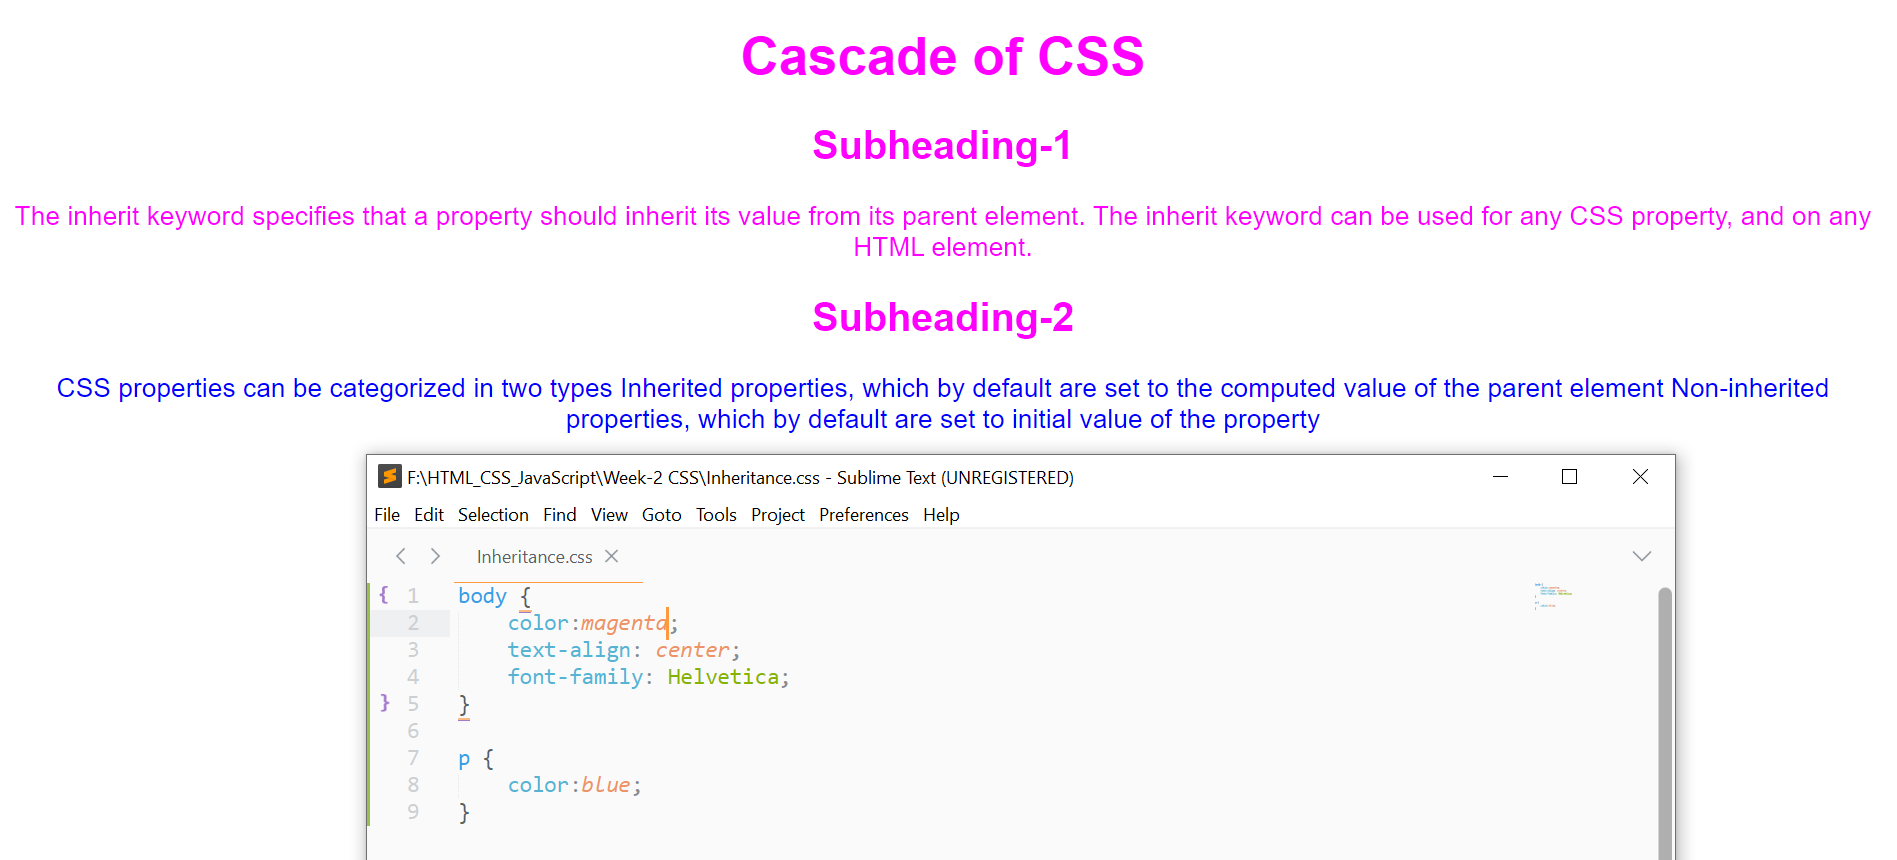 Cascade of CSS
Subheading-1
The inherit keyword specifies that a property should inherit its value from its parent element. The inherit keyword can be used for any CSS property, and on any
HTML element.
Subheading-2
CSS properties can be categorized in two types Inherited properties, which by default are set to the computed value of the parent element Non-inherited
properties, which by default are set to initial value of the property
F:\HTML_CSS_JavaScript\Week-2 CSS\Inheritance.css - Sublime Text (UNREGISTERED)
File Edit Selection Find View Goto Tools Project Preferences Help
Inheritance.css
{ 1 body {
2 color:magenta;
3 text-align: center;
4 font-family: Helvetica;
} 5 }
6
7 p {
8 color:blue;
9 }